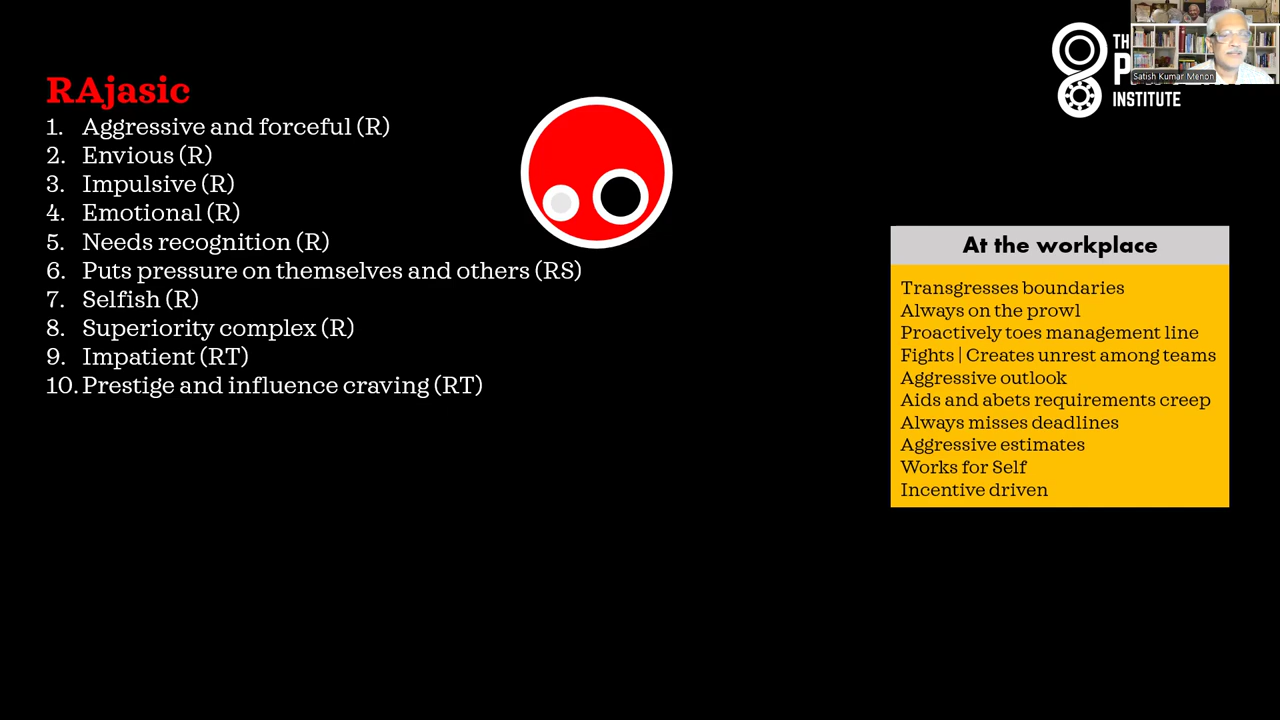 RAjasic
1. Aggressive and forceful (R)
2. Envious (R)
3. Impulsive (R)
4. Emotional (R)
5. Needs recognition (R)
6. Puts pressure on themselves and others (RS)
7. Selfish (R)
8. Superiority complex (R)
9. Impatient (RT)
10. Prestige and influence craving (RT)
INSTITUTE
Satish Kumar Menon
At the workplace
Transgresses boundaries
Always on the prowl
Proactively toes management line
Fights | Creates unrest among teams
Aggressive outlook
Aids and abets requirements creep
Always misses deadlines
Aggressive estimates
Works for Self
Incentive driven